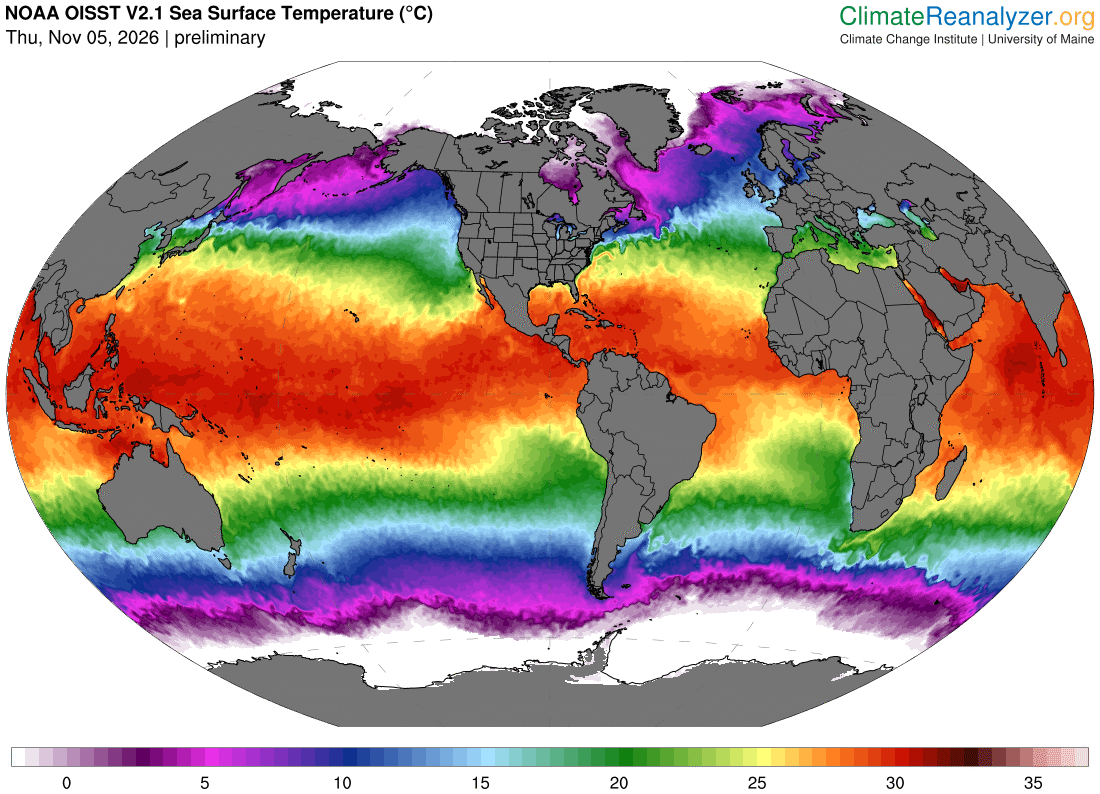 NOAA OISST V2.1 Sea Surface Temperature (°C)
Thu, Nov 05, 2026 | preliminary
ClimateReanalyzer.org
Climate Change Institute | University of Maine
0 5 10 15 20 25 30 35